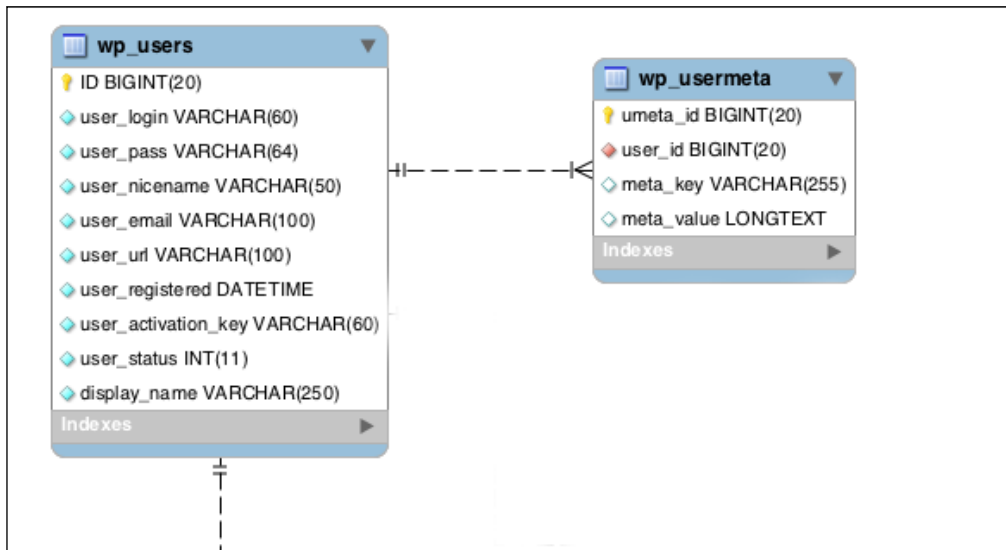 wp_users
ID BIGINT(20)
user_login VARCHAR(60)
user_pass VARCHAR(64)
user_nicename VARCHAR(50)
user_email VARCHAR(100)
user_url VARCHAR(100)
user_registered DATETIME
user_activation_key VARCHAR(60)
user_status INT(11)
display_name VARCHAR(250)
Indexes
wp_usermeta
umeta_id BIGINT(20)
user_id BIGINT(20)
meta_key VARCHAR(255)
meta_value LONGTEXT
Indexes